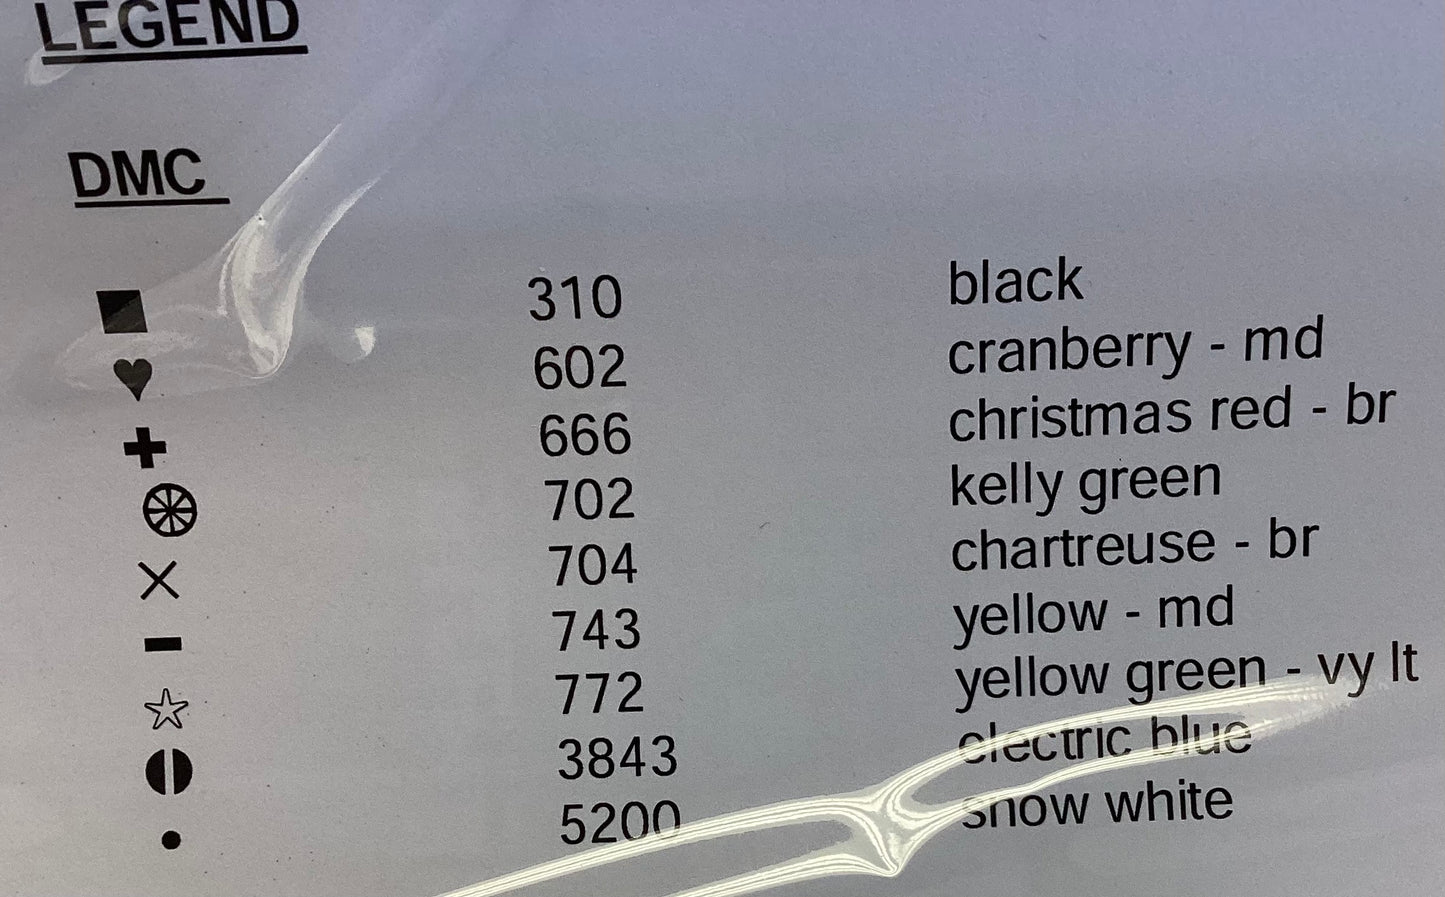 LEGEND
DMC
310 black
602 cranberry - md
666 christmas red - br
702 kelly green
704 chartreuse - br
743 yellow - md
772 yellow green - vy lt
3843 electric blue
5200 snow white